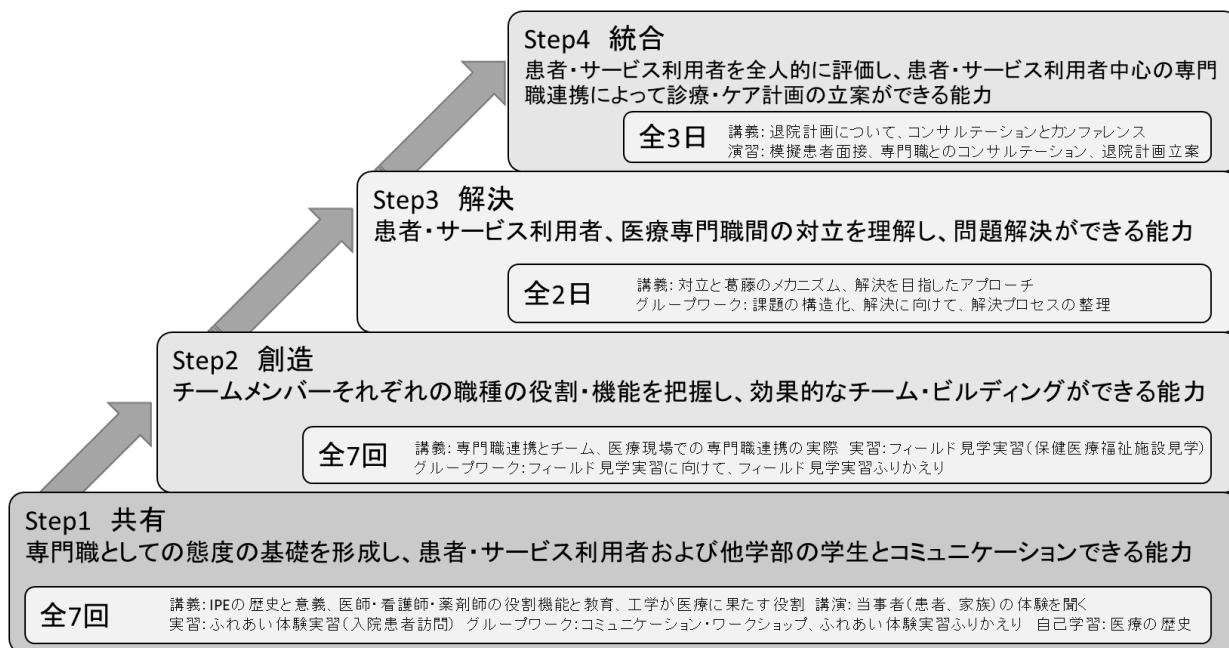 Step4 統合
患者・サービス利用者を全人的に評価し、患者・サービス利用者中心の専門
職連携によって診療・ケア計画の立案ができる能力
全3日
講義：退院計画について、コンサルテーションとカンファレンス
演習：模擬患者面接、専門職とのコンサルテーション、退院計画立案
Step3 解決
患者・サービス利用者、医療専門職間の対立を理解し、問題解決ができる能力
全2日
講義：対立と葛藤のメカニズム、解決を目指したアプローチ
グループワーク：課題の構造化、解決に向けて、解決プロセスの整理
Step2 創造
チームメンバーそれぞれの職種の役割・機能を把握し、効果的なチーム・ビルディングができる能力
全7回
講義：専門職連携とチーム、医療現場での専門職連携の実際 実習：フィールド見学実習（保健医療福祉施設見学）
グループワーク：フィールド見学実習に向けて、フィールド見学実習ふりかえり
Step1 共有
専門職としての態度の基礎を形成し、患者・サービス利用者および他学部の学生とコミュニケーションできる能力
全7回
講義：IPEの歴史と意義、医師・看護師・薬剤師の役割機能と教育、工学が医療に果たす役割 講演：当事者（患者、家族）の体験を聞く
実習：ふれあい体験実習（入院患者訪問） グループワーク：コミュニケーション・ワークショップ、ふれあい体験実習ふりかえり 自己学習：医療の歴史